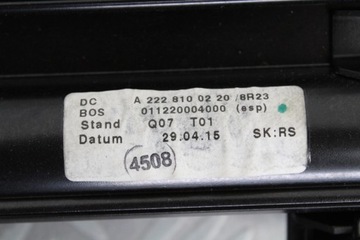 DC A 222 810 02 20 /8R23
BOS 011220004000 (esp)
Stand Q07 T01
Datum 29.04.15 SK:RS
4508